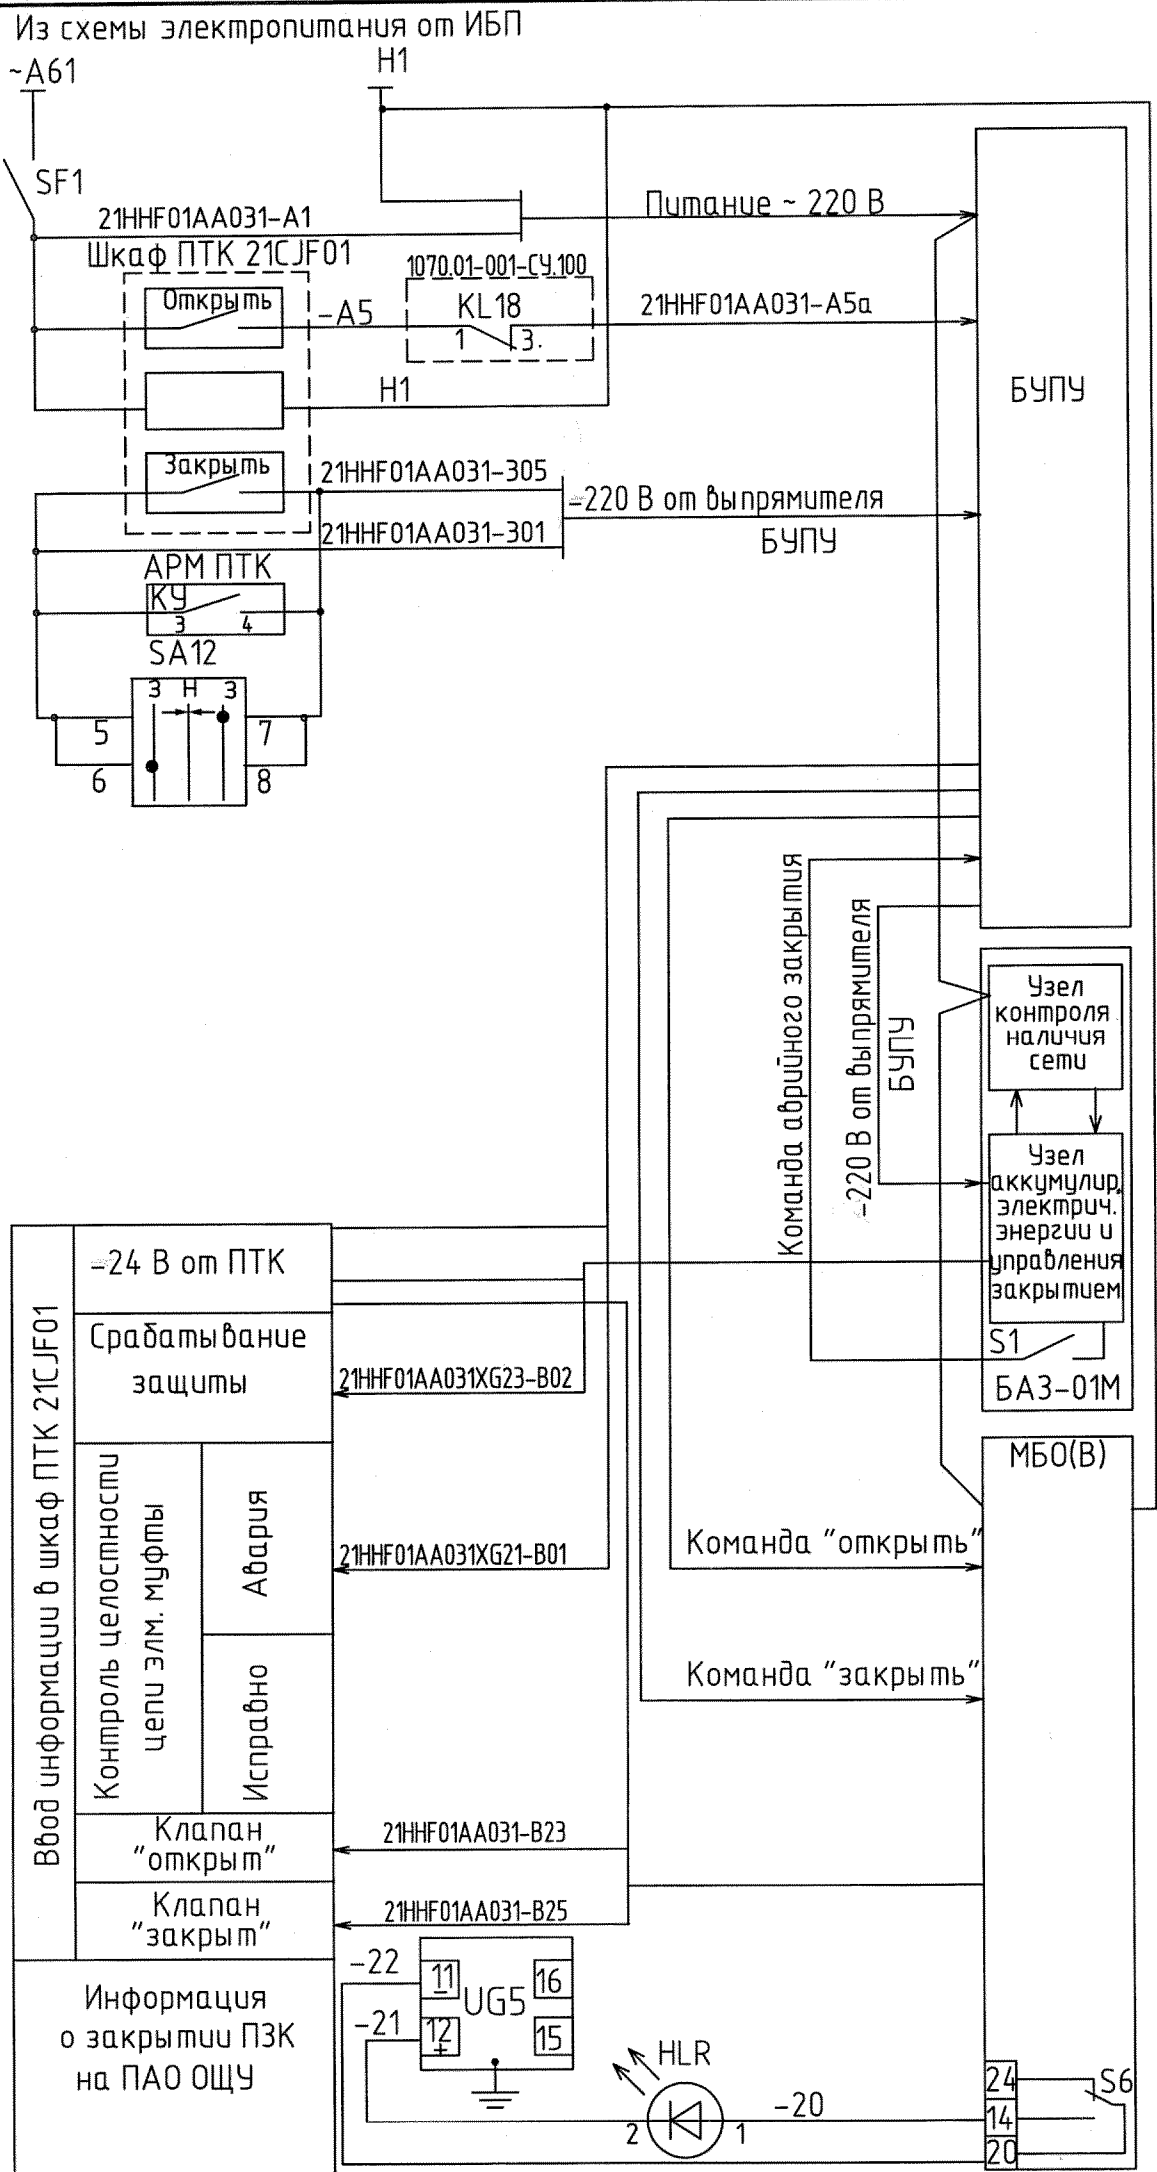 Из схемы электропитания от ИБП
~А61
Н1
SF1
21HHF01AA031-A1
Питание ~ 220 В
Шкаф ПТК 21CJF01
1070.01-001-СУ.100
Открыть
-А5
KL18
1
3.
21HHF01AA031-A5a
БУПУ
Н1
Закрыть
21HHF01AA031-305
-220 В от выпрямителя
БУПУ
21HHF01AA031-301
АРМ ПТК
КУ
3
4
SA12
З Н З
5
7
6
8
Команда аврийного закрытия
-220 В от выпрямителя
БУПУ
Узел
контроля
наличия
сети
Узел
аккумулир.
электрич.
энергии и
управления
закрытием
S1
БАЗ-01М
МБО(В)
Ввод информации в шкаф ПТК 21CJF01
-24 В от ПТК
Срабатывание
защиты
21HHF01AA031XG23-B02
Контроль целостности
цепи элм. муфты
Авария
21HHF01AA031XG21-B01
Исправно
Команда "открыть"
Команда "закрыть"
Клапан
"открыт"
21HHF01AA031-B23
Клапан
"закрыт"
21HHF01AA031-B25
Информация
о закрытии ПЗК
на ПАО ОЩУ
-22
11
16
UG5
-21
12
+
15
HLR
2
1
-20
24
S6
14
20